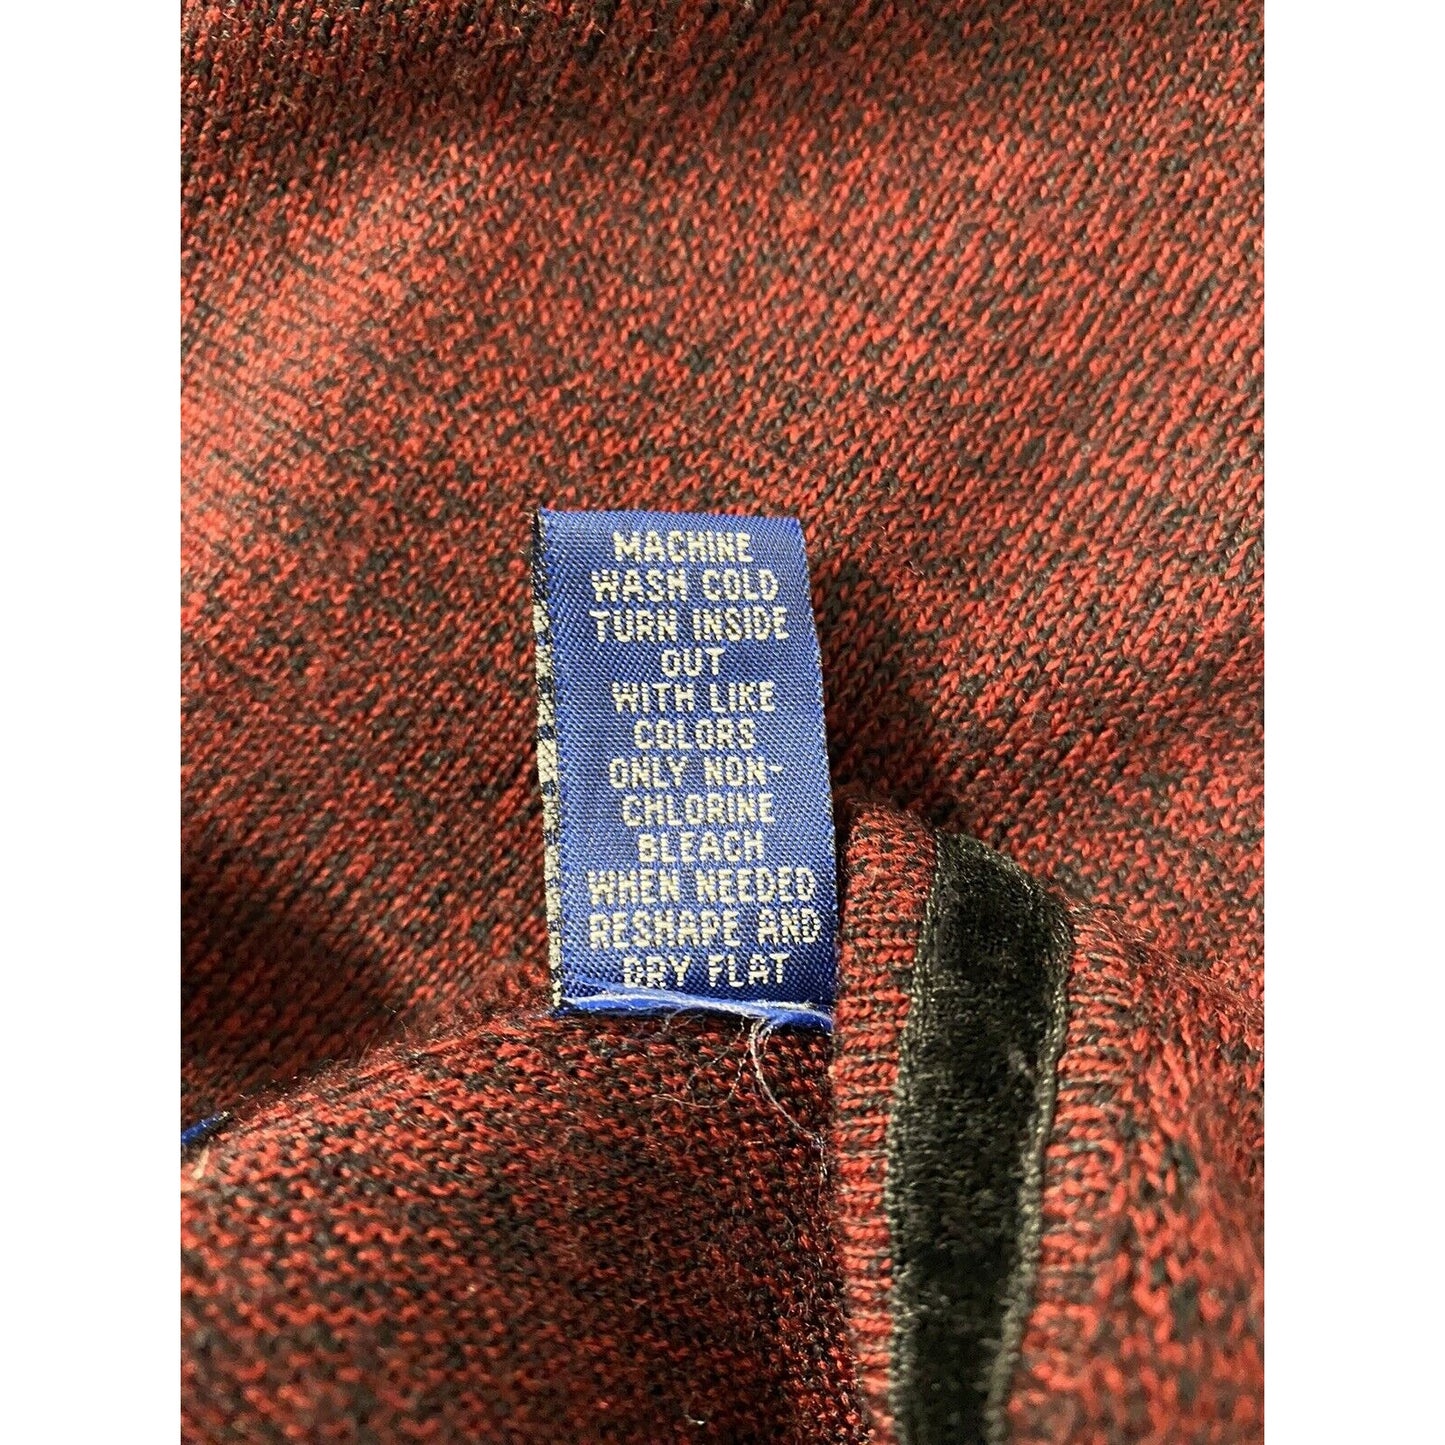 MACHINE
WASH COLD
TURN INSIDE
OUT
WITH LIKE
COLORS
ONLY NON-
CHLORINE
BLEACH
WHEN NEEDED
RESHAPE AND
DRY FLAT